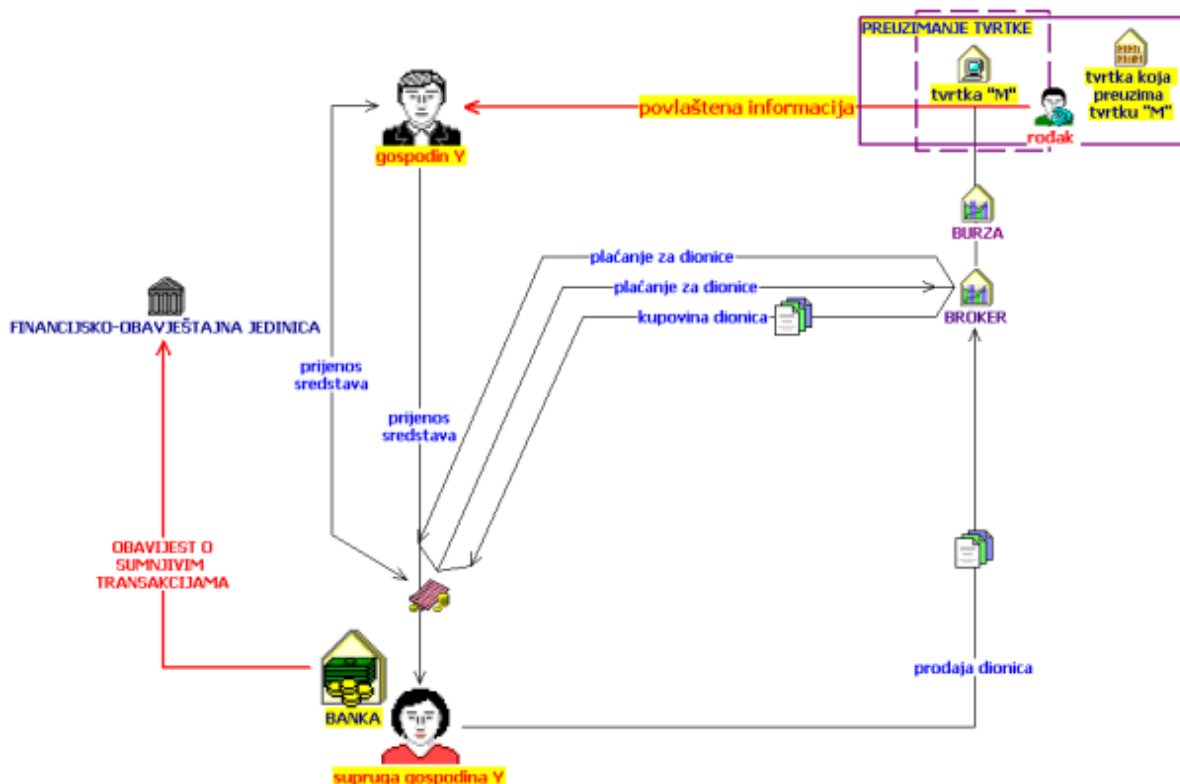 PREUZIMANJE TVRTKE
tvrtka "M"
tvrtka koja
preuzima
tvrtku "M"
povlaštena informacija
rođak
gospodin Y
BURZA
plaćanje za dionice
plaćanje za dionice
kupovina dionica
BROKER
FINANCIJSKO-OBAVJEŠTAJNA JEDINICA
prijenos
sredstava
prijenos
sredstava
OBAVIJEST O
SUMNJIVIM
TRANSAKCIJAMA
prodaja dionica
BANKA
supruga gospodina Y